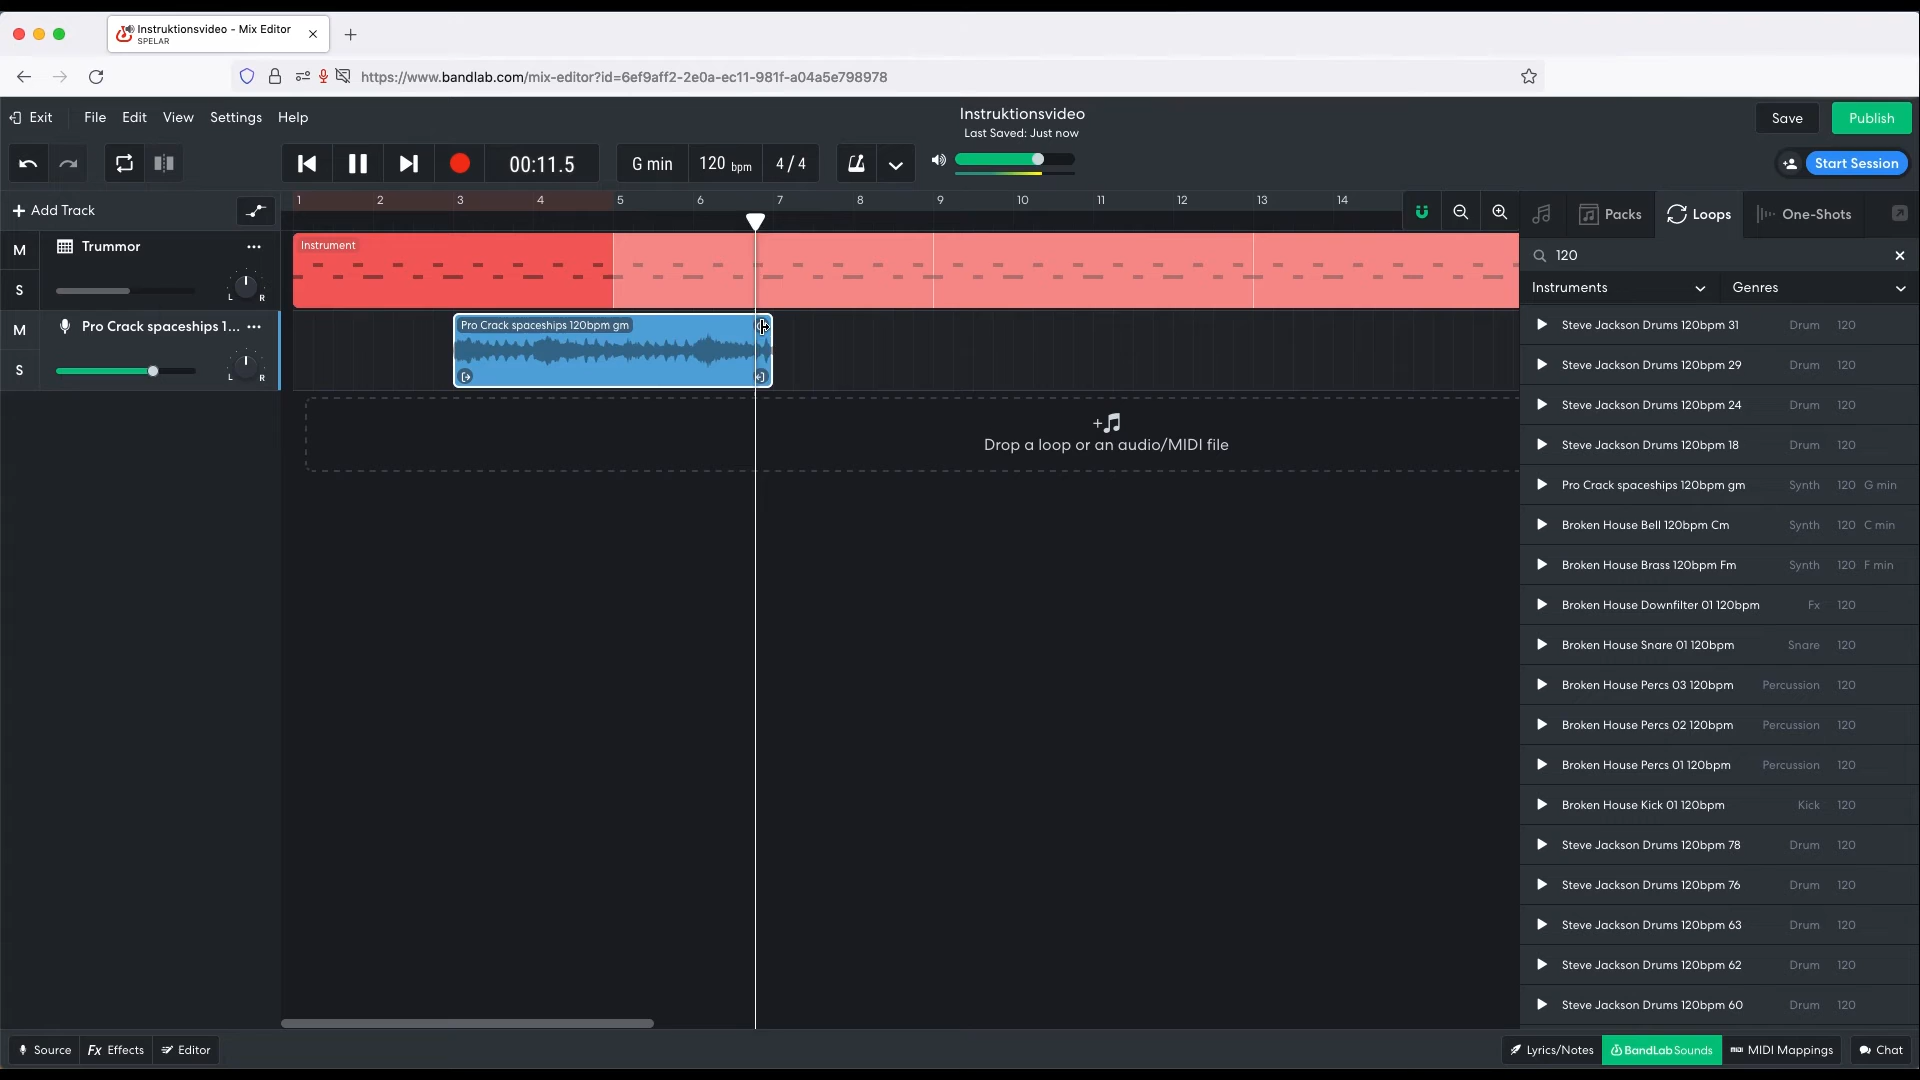 Instruktionsvideo - Mix Editor
SPELAR
https://www.bandlab.com/mix-editor?id=6ef9aff2-2e0a-ec11-981f-a04a5e798978
Exit File Edit View Settings Help
Instruktionsvideo
Last Saved: Just now
Save Publish
00:11.5 G min 120 bpm 4 / 4
Start Session
Add Track
1 2 3 4 5 6 7 8 9 10 11 12 13 14
Packs Loops One-Shots
M Trummor
S L R
Instrument
120
Instruments Genres
M Pro Crack spaceships 1...
S L R
Pro Crack spaceships 120bpm gm
Drop a loop or an audio/MIDI file
Steve Jackson Drums 120bpm 31 Drum 120
Steve Jackson Drums 120bpm 29 Drum 120
Steve Jackson Drums 120bpm 24 Drum 120
Steve Jackson Drums 120bpm 18 Drum 120
Pro Crack spaceships 120bpm gm Synth 120 G min
Broken House Bell 120bpm Cm Synth 120 C min
Broken House Brass 120bpm Fm Synth 120 F min
Broken House Downfilter 01 120bpm Fx 120
Broken House Snare 01 120bpm Snare 120
Broken House Percs 03 120bpm Percussion 120
Broken House Percs 02 120bpm Percussion 120
Broken House Percs 01 120bpm Percussion 120
Broken House Kick 01 120bpm Kick 120
Steve Jackson Drums 120bpm 78 Drum 120
Steve Jackson Drums 120bpm 76 Drum 120
Steve Jackson Drums 120bpm 63 Drum 120
Steve Jackson Drums 120bpm 62 Drum 120
Steve Jackson Drums 120bpm 60 Drum 120
Source Fx Effects Editor
Lyrics/Notes BandLab Sounds MIDI MIDI Mappings Chat